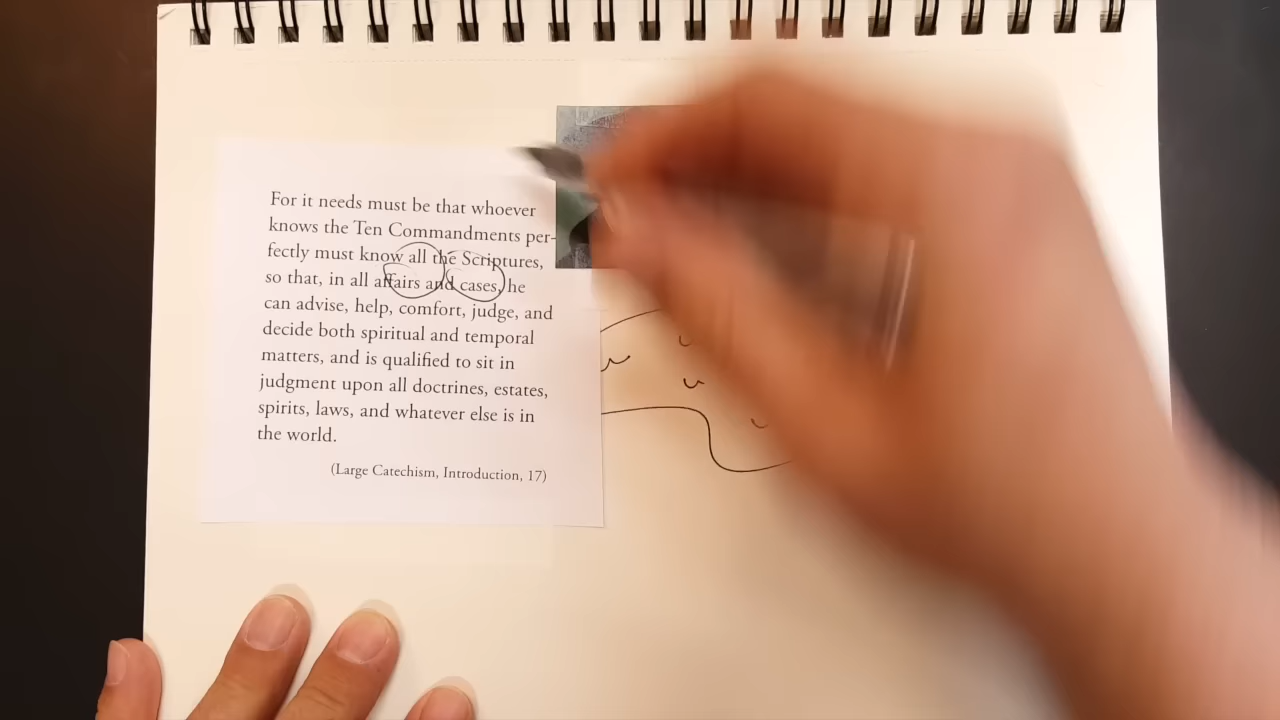 For it needs must be that whoever
knows the Ten Commandments per-
fectly must know all the Scriptures,
so that, in all affairs and cases, he
can advise, help, comfort, judge, and
decide both spiritual and temporal
matters, and is qualified to sit in
judgment upon all doctrines, estates,
spirits, laws, and whatever else is in
the world.
(Large Catechism, Introduction, 17)